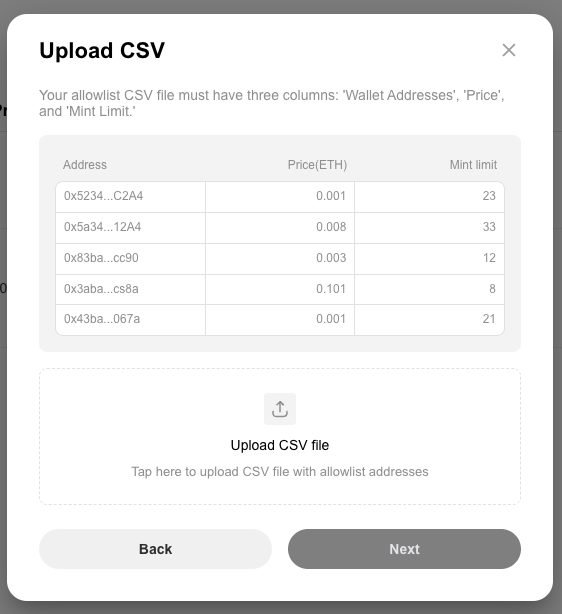 Upload CSV
Your allowlist CSV file must have three columns: 'Wallet Addresses', 'Price',
and 'Mint Limit.'
Address Price(ETH) Mint limit
0x5234...C2A4 0.001 23
0x5a34...12A4 0.008 33
0x83ba...cc90 0.003 12
0x3aba...cs8a 0.101 8
0x43ba...067a 0.001 21
Upload CSV file
Tap here to upload CSV file with allowlist addresses
Back Next